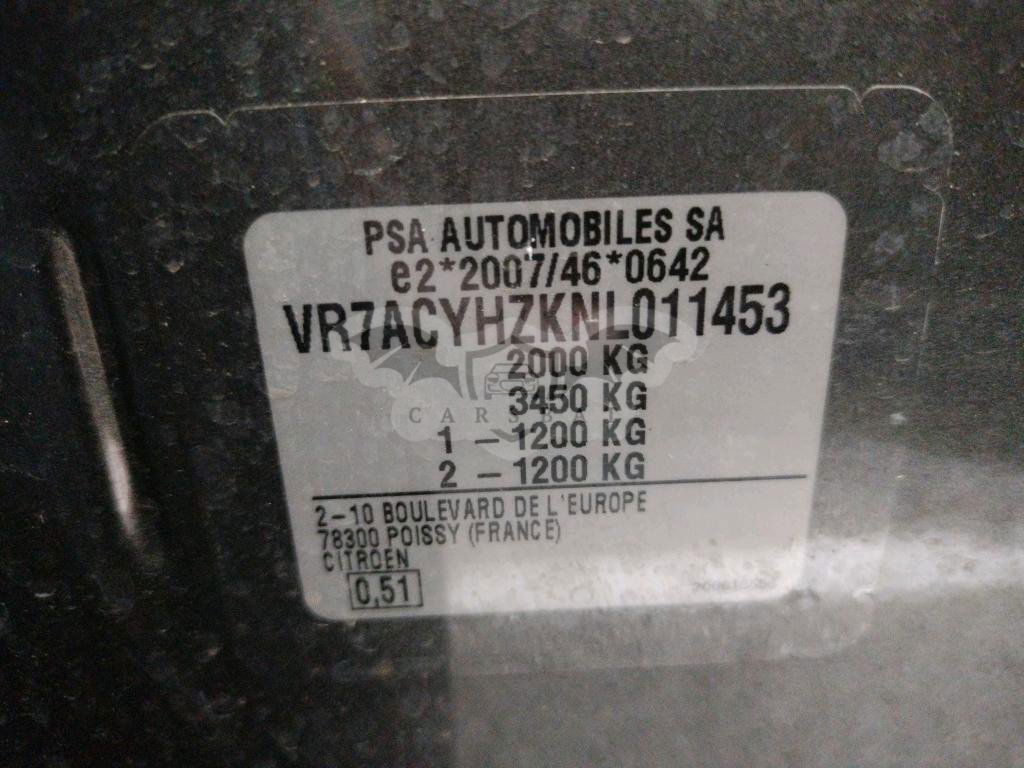 PSA AUTOMOBILES SA
e2*2007/46*0642
VR7ACYHZKNL011453
2000 KG
3450 KG
1 - 1200 KG
2 - 1200 KG
2-10 BOULEVARD DE L'EUROPE
78300 POISSY (FRANCE)
CITROEN
0,51